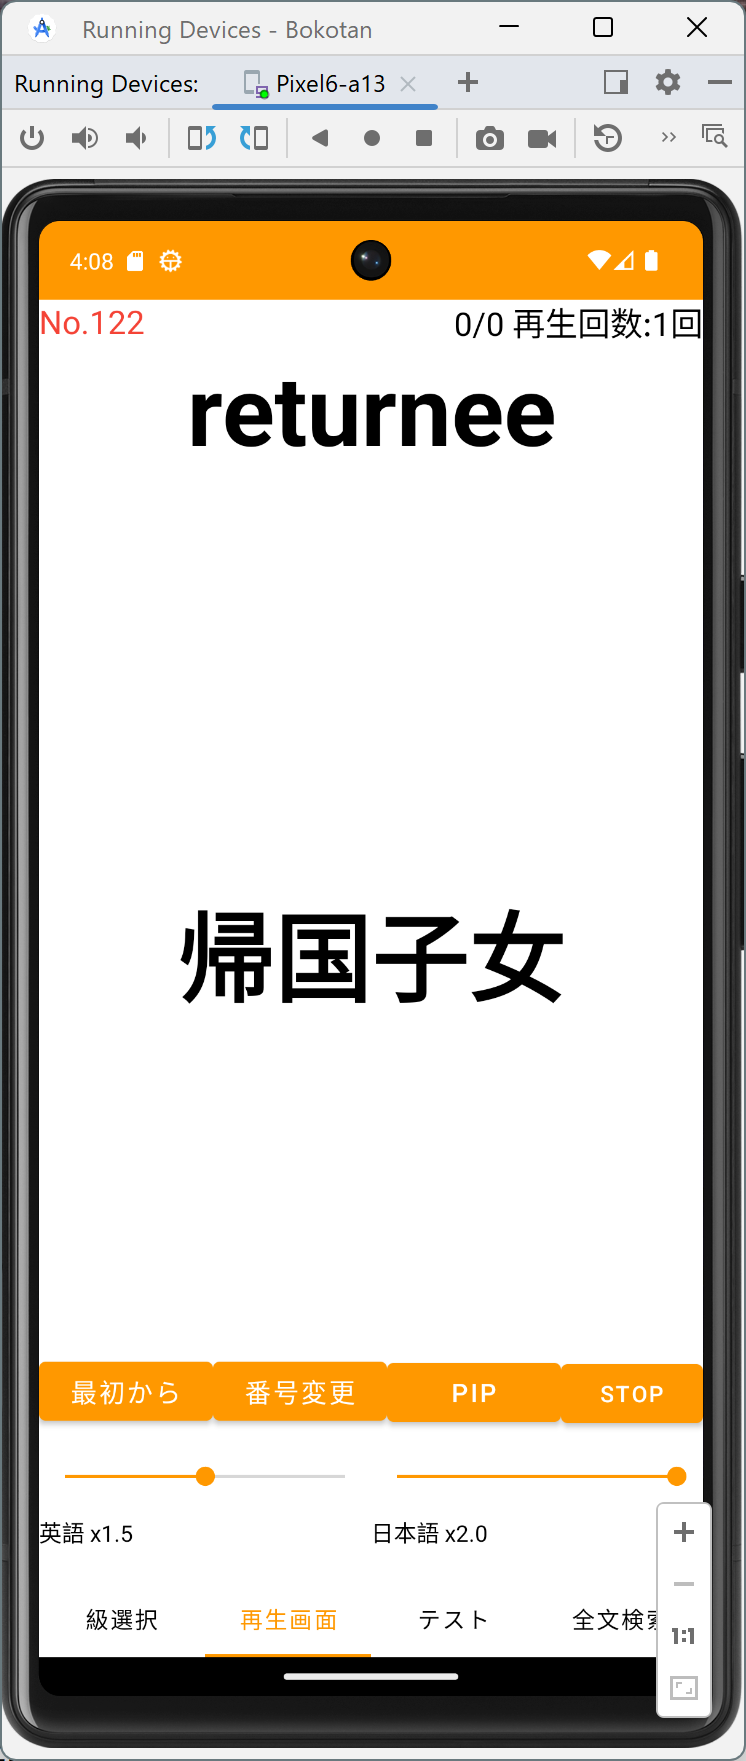 Running Devices - Bokotan
Running Devices:
Pixel6-a13
4:08
No.122
0/0 再生回数:1回
returnee
帰国子女
最初から
番号変更
PIP
STOP
英語 x1.5
日本語 x2.0
級選択
再生画面
テスト
全文検索
1:1